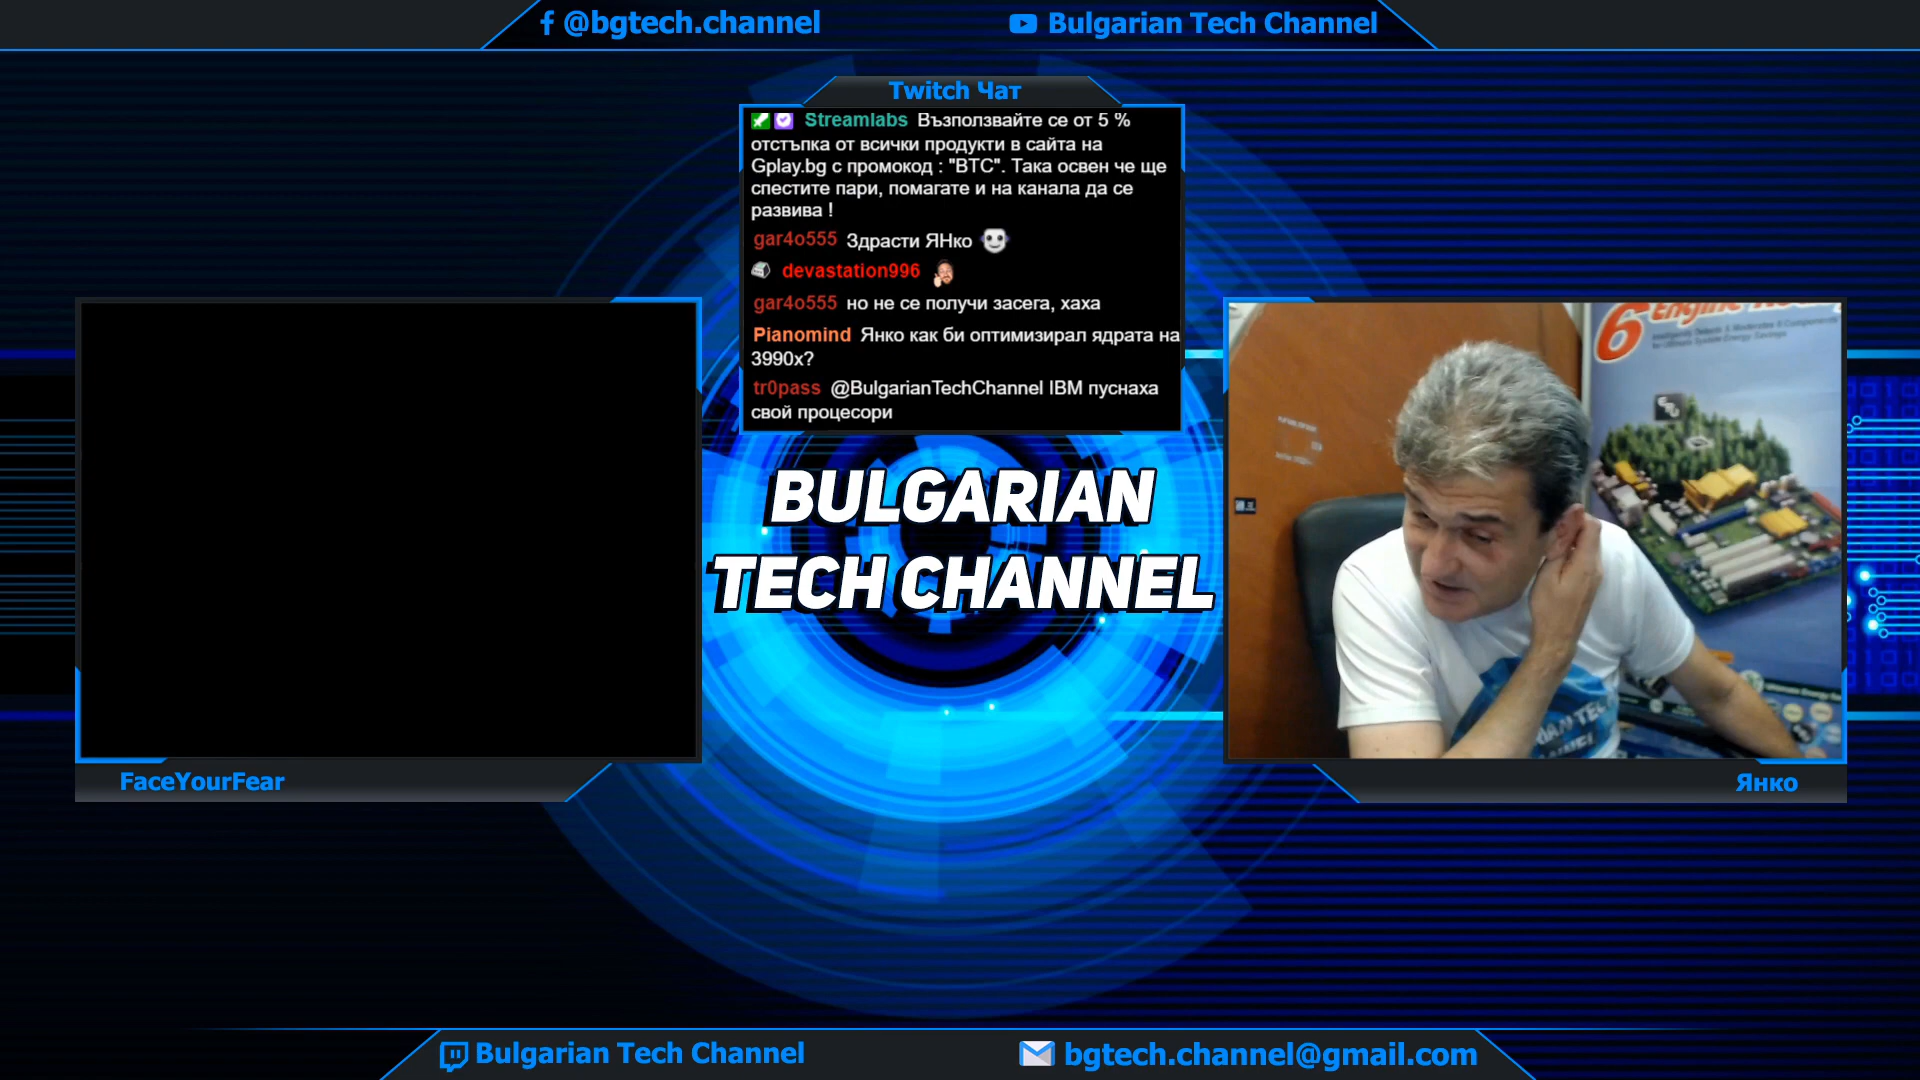 @bgtech.channel
Bulgarian Tech Channel
Twitch Чат
Streamlabs Възползвайте се от 5 %
отстъпка от всички продукти в сайта на
Gplay.bg с промокод : "BTC". Така освен че ще
спестите пари, помагате и на канала да се
развива !
gar4o555 Здрасти ЯНко
devastation996
gar4o555 но не се получи засега, хаха
Pianomind Янко как би оптимизирал ядрата на
3990x?
tr0pass @BulgarianTechChannel IBM пуснаха
свой процесори
BULGARIAN
TECH CHANNEL
6 Engine
FaceYourFear
Янко
Bulgarian Tech Channel
bgtech.channel@gmail.com